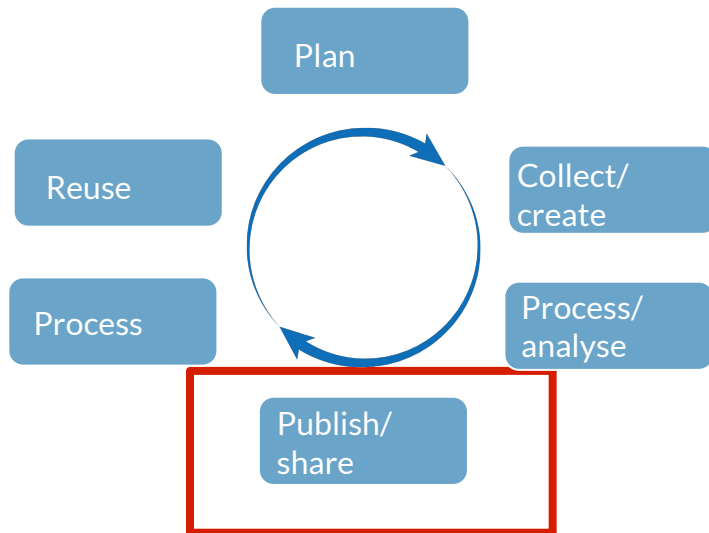 Plan
Collect/
create
Process/
analyse
Publish/
share
Process
Reuse